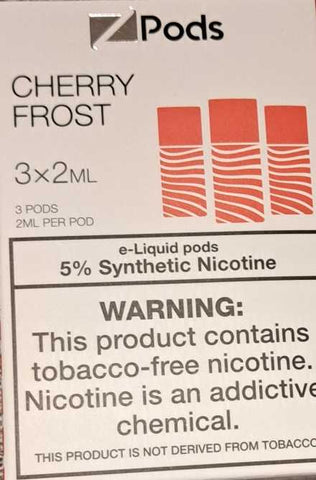 Z Pods
CHERRY
FROST
3×2ML
3 PODS
2ML PER POD
e-Liquid pods
5% Synthetic Nicotine
WARNING:
This product contains
tobacco-free nicotine.
Nicotine is an addictive
chemical.
THIS PRODUCT IS NOT DERIVED FROM TOBACCO